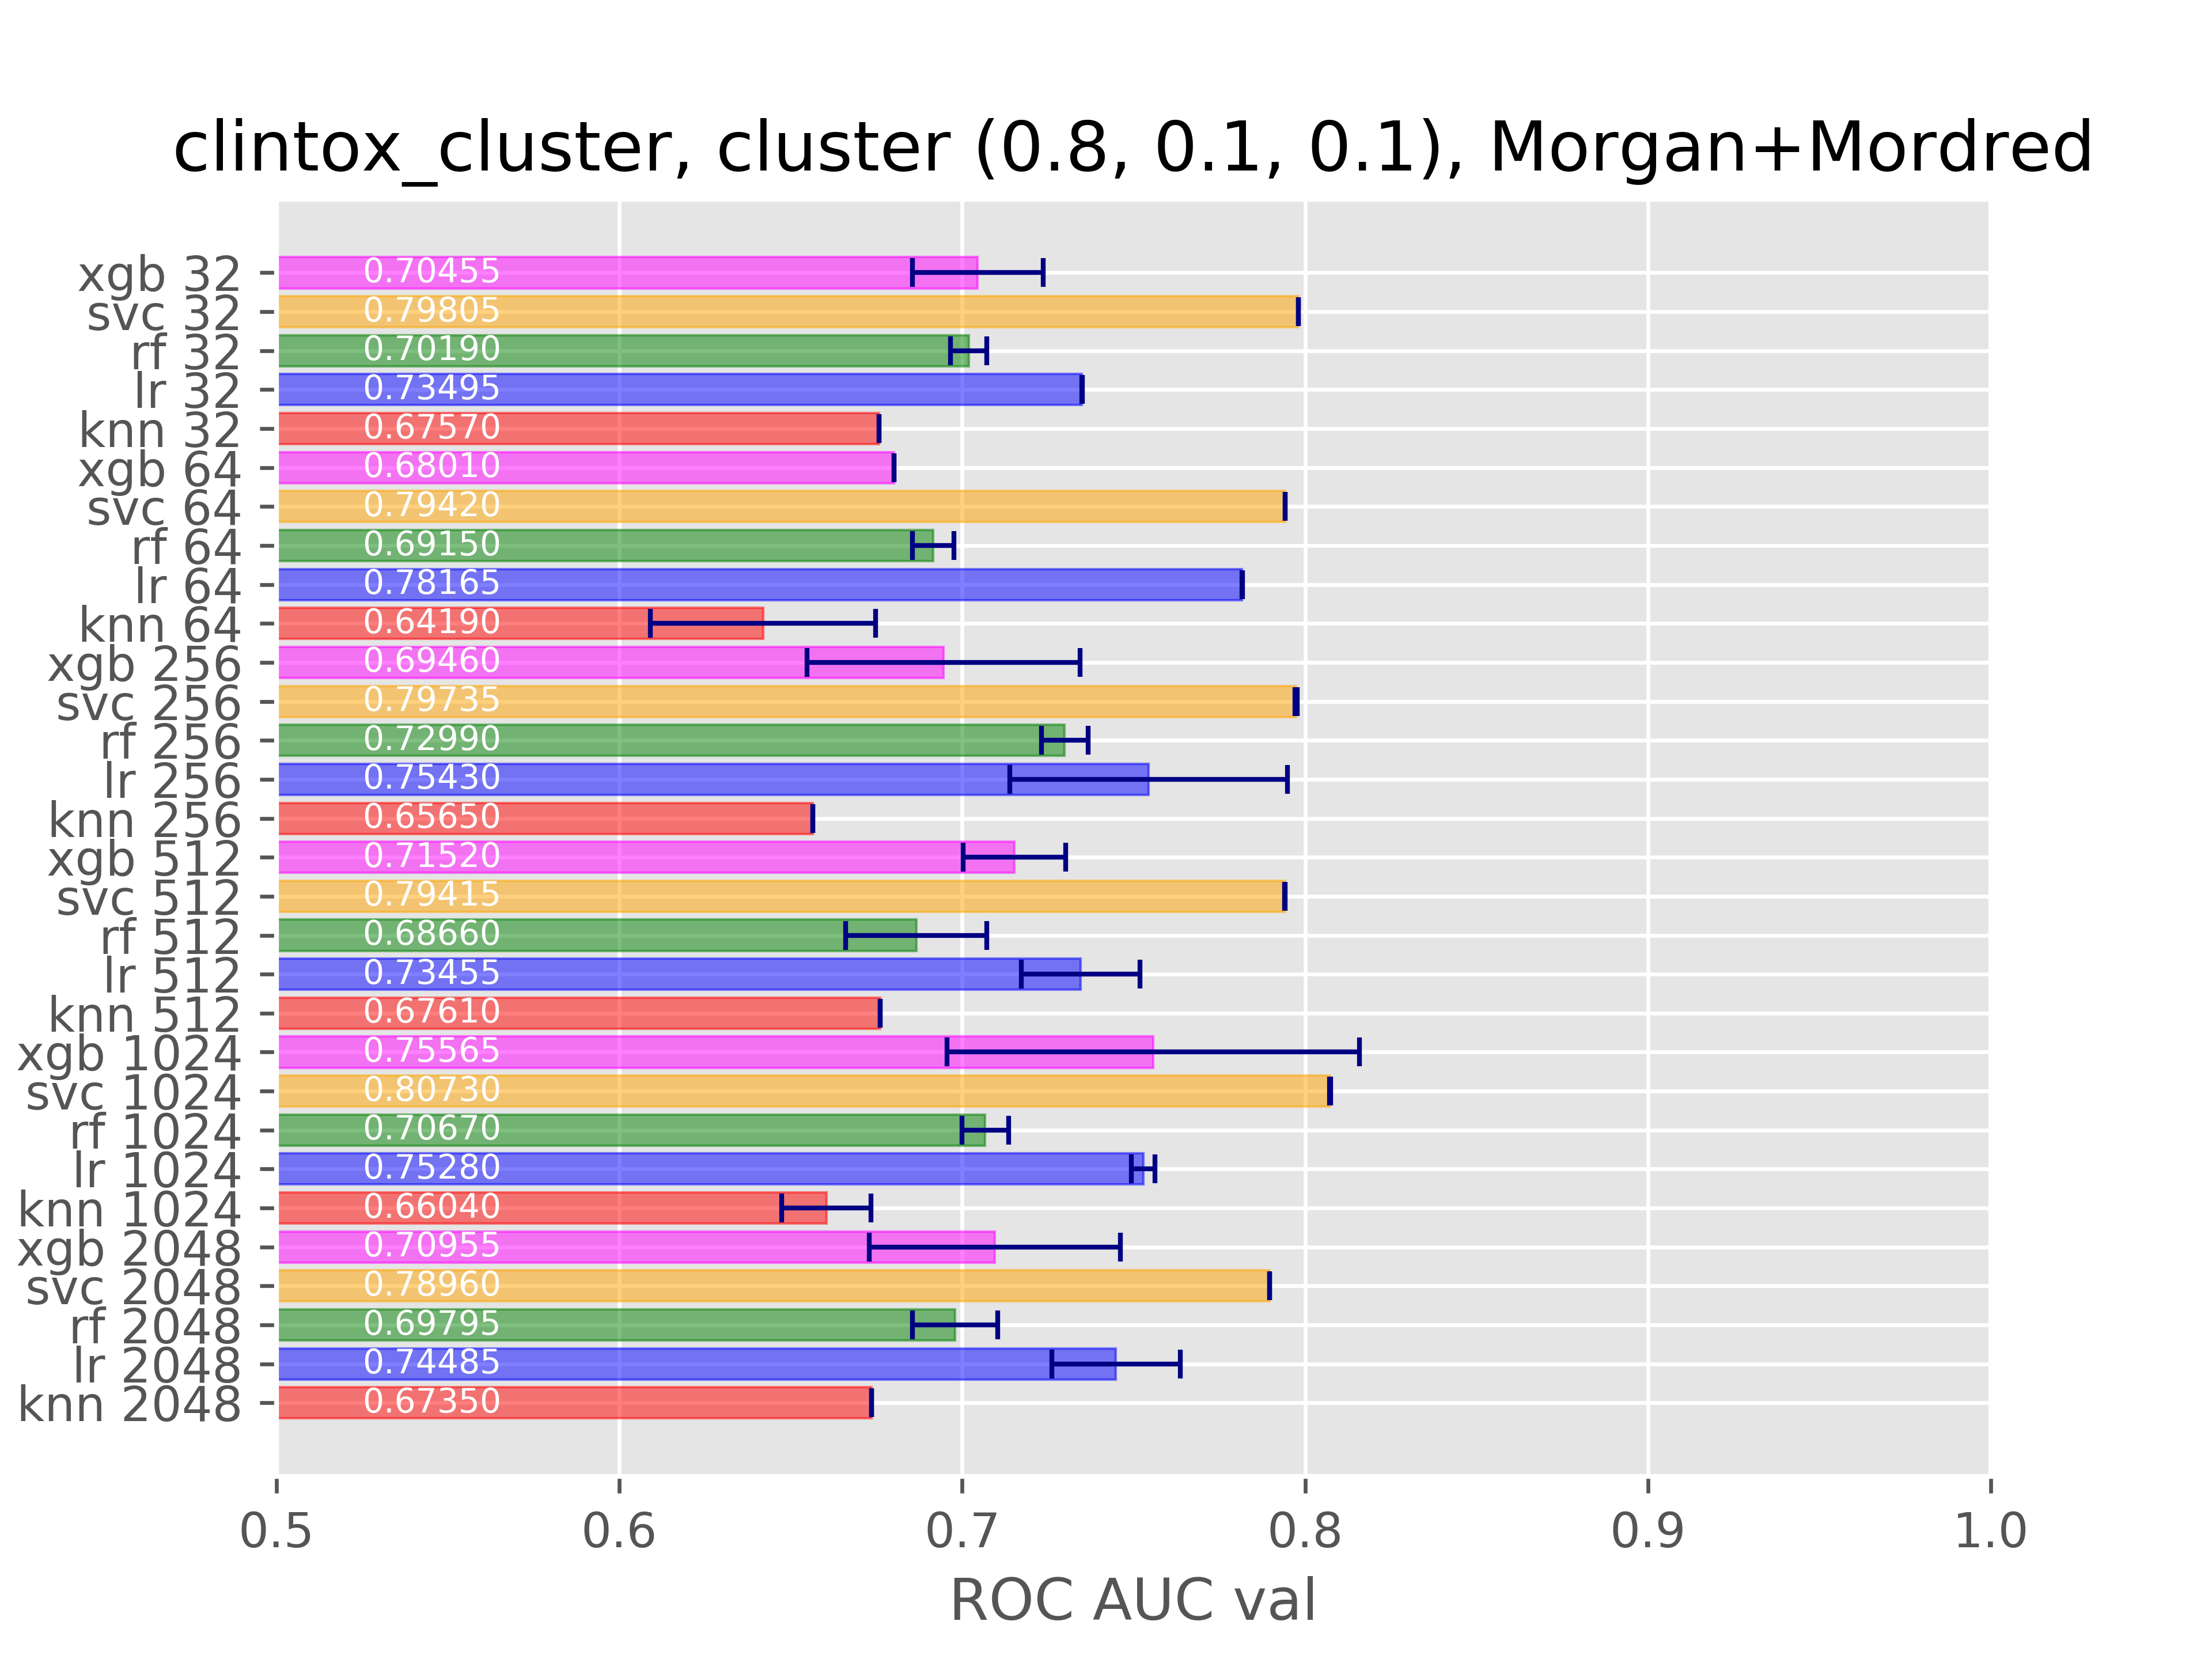 clintox_cluster, cluster (0.8, 0.1, 0.1), Morgan+Mordred
xgb 32 0.70455
svc 32 0.79805
rf 32 0.70190
lr 32 0.73495
knn 32 0.67570
xgb 64 0.68010
svc 64 0.79420
rf 64 0.69150
lr 64 0.78165
knn 64 0.64190
xgb 256 0.69460
svc 256 0.79735
rf 256 0.72990
lr 256 0.75430
knn 256 0.65650
xgb 512 0.71520
svc 512 0.79415
rf 512 0.68660
lr 512 0.73455
knn 512 0.67610
xgb 1024 0.75565
svc 1024 0.80730
rf 1024 0.70670
lr 1024 0.75280
knn 1024 0.66040
xgb 2048 0.70955
svc 2048 0.78960
rf 2048 0.69795
lr 2048 0.74485
knn 2048 0.67350
0.5 0.6 0.7 0.8 0.9 1.0
ROC AUC val